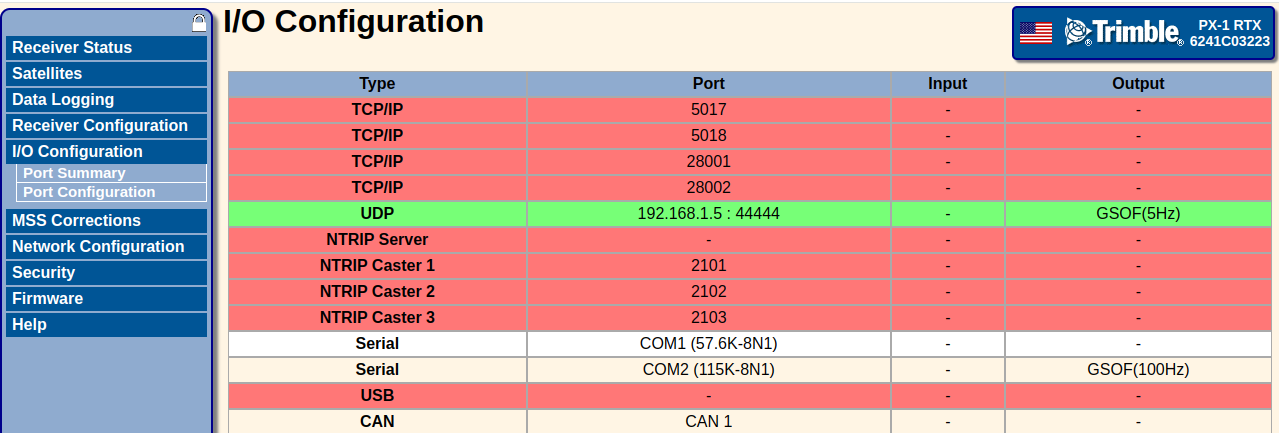 I/O Configuration
Trimble
PX-1 RTX
6241C03223
Receiver Status
Satellites
Data Logging
Receiver Configuration
I/O Configuration
Port Summary
Port Configuration
MSS Corrections
Network Configuration
Security
Firmware
Help
Type Port Input Output
TCP/IP 5017 - -
TCP/IP 5018 - -
TCP/IP 28001 - -
TCP/IP 28002 - -
UDP 192.168.1.5 : 44444 - GSOF(5Hz)
NTRIP Server - - -
NTRIP Caster 1 2101 - -
NTRIP Caster 2 2102 - -
NTRIP Caster 3 2103 - -
Serial COM1 (57.6K-8N1) - -
Serial COM2 (115K-8N1) - GSOF(100Hz)
USB - - -
CAN CAN 1 - -